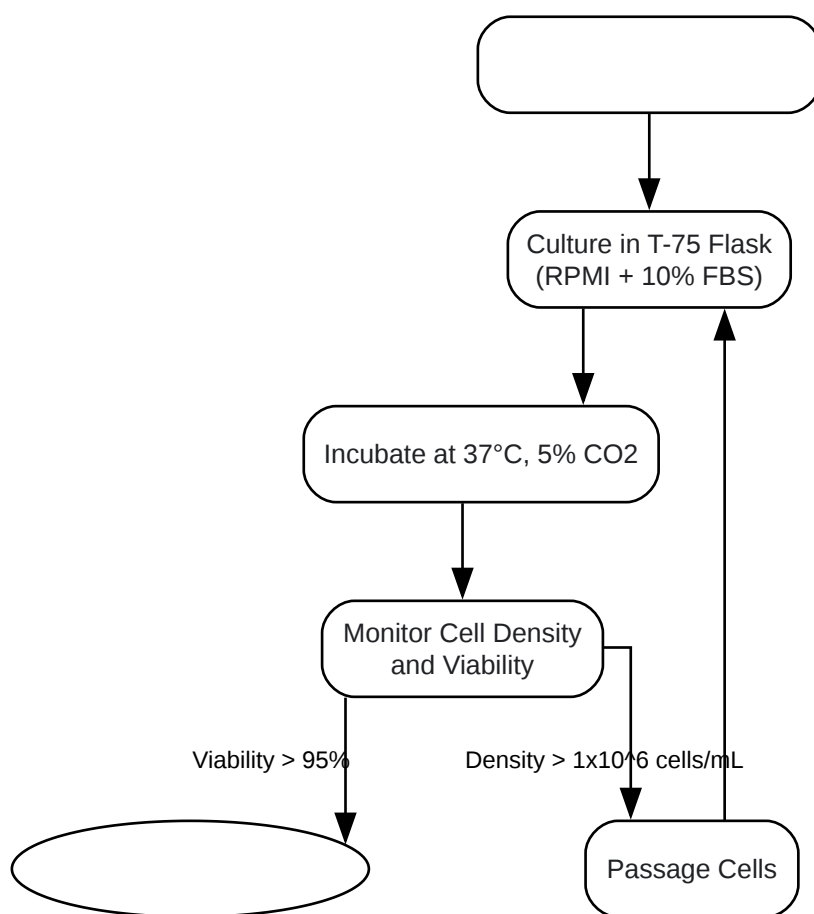 Culture in T-75 Flask
(RPMI + 10% FBS)
Incubate at 37°C, 5% CO2
Monitor Cell Density
and Viability
Viability > 95%
Density > 1x10^6 cells/mL
Passage Cells